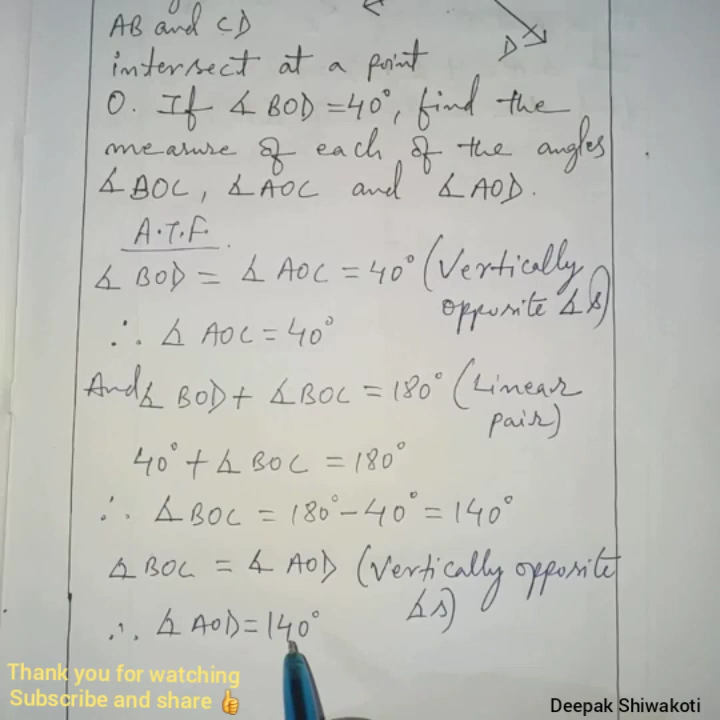 AB and CD
intersect at a point
D
O. If ∡ BOD = 40°, find the
measure of each of the angles
∡BOC, ∡AOC and ∡AOD.
A.T.F.
∡ BOD = ∡ AOC = 40° (Vertically
opposite ∡s)
∴ ∡ AOC = 40°
And ∡ BOD + ∡BOC = 180° (Linear
pair)
40° + ∡ BOC = 180°
∴ ∡BOC = 180° - 40° = 140°
∡ BOC = ∡ AOD (Vertically opposite
∡s)
∴ ∡ AOD = 140°
Thank you for watching
Subscribe and share 👍
Deepak Shiwakoti